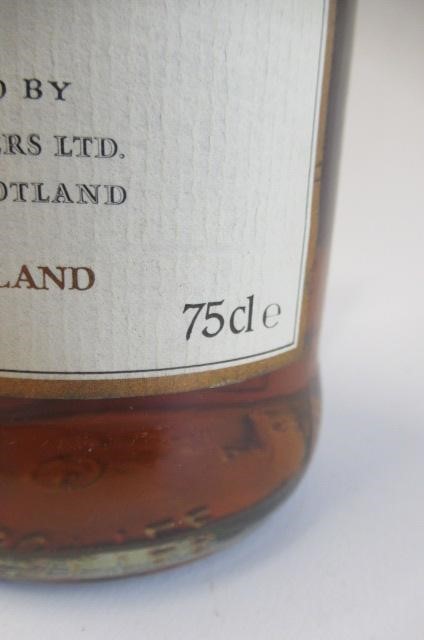 D BY
ERS LTD.
OTLAND
LAND
75cl e